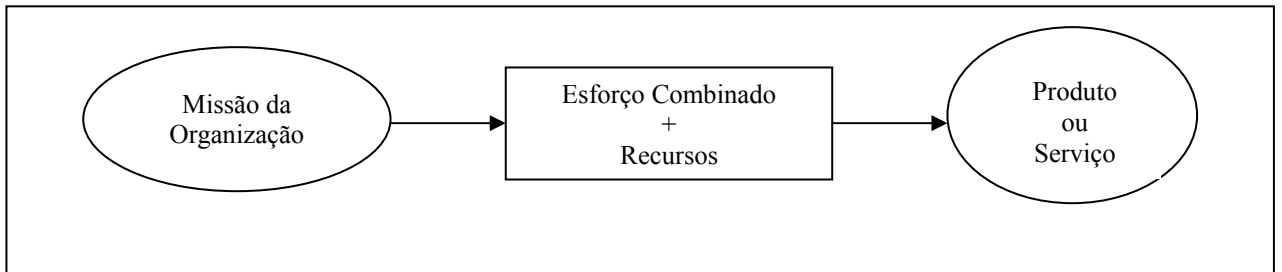 Missão da
Organização
Esforço Combinado
+
Recursos
Produto
ou
Serviço